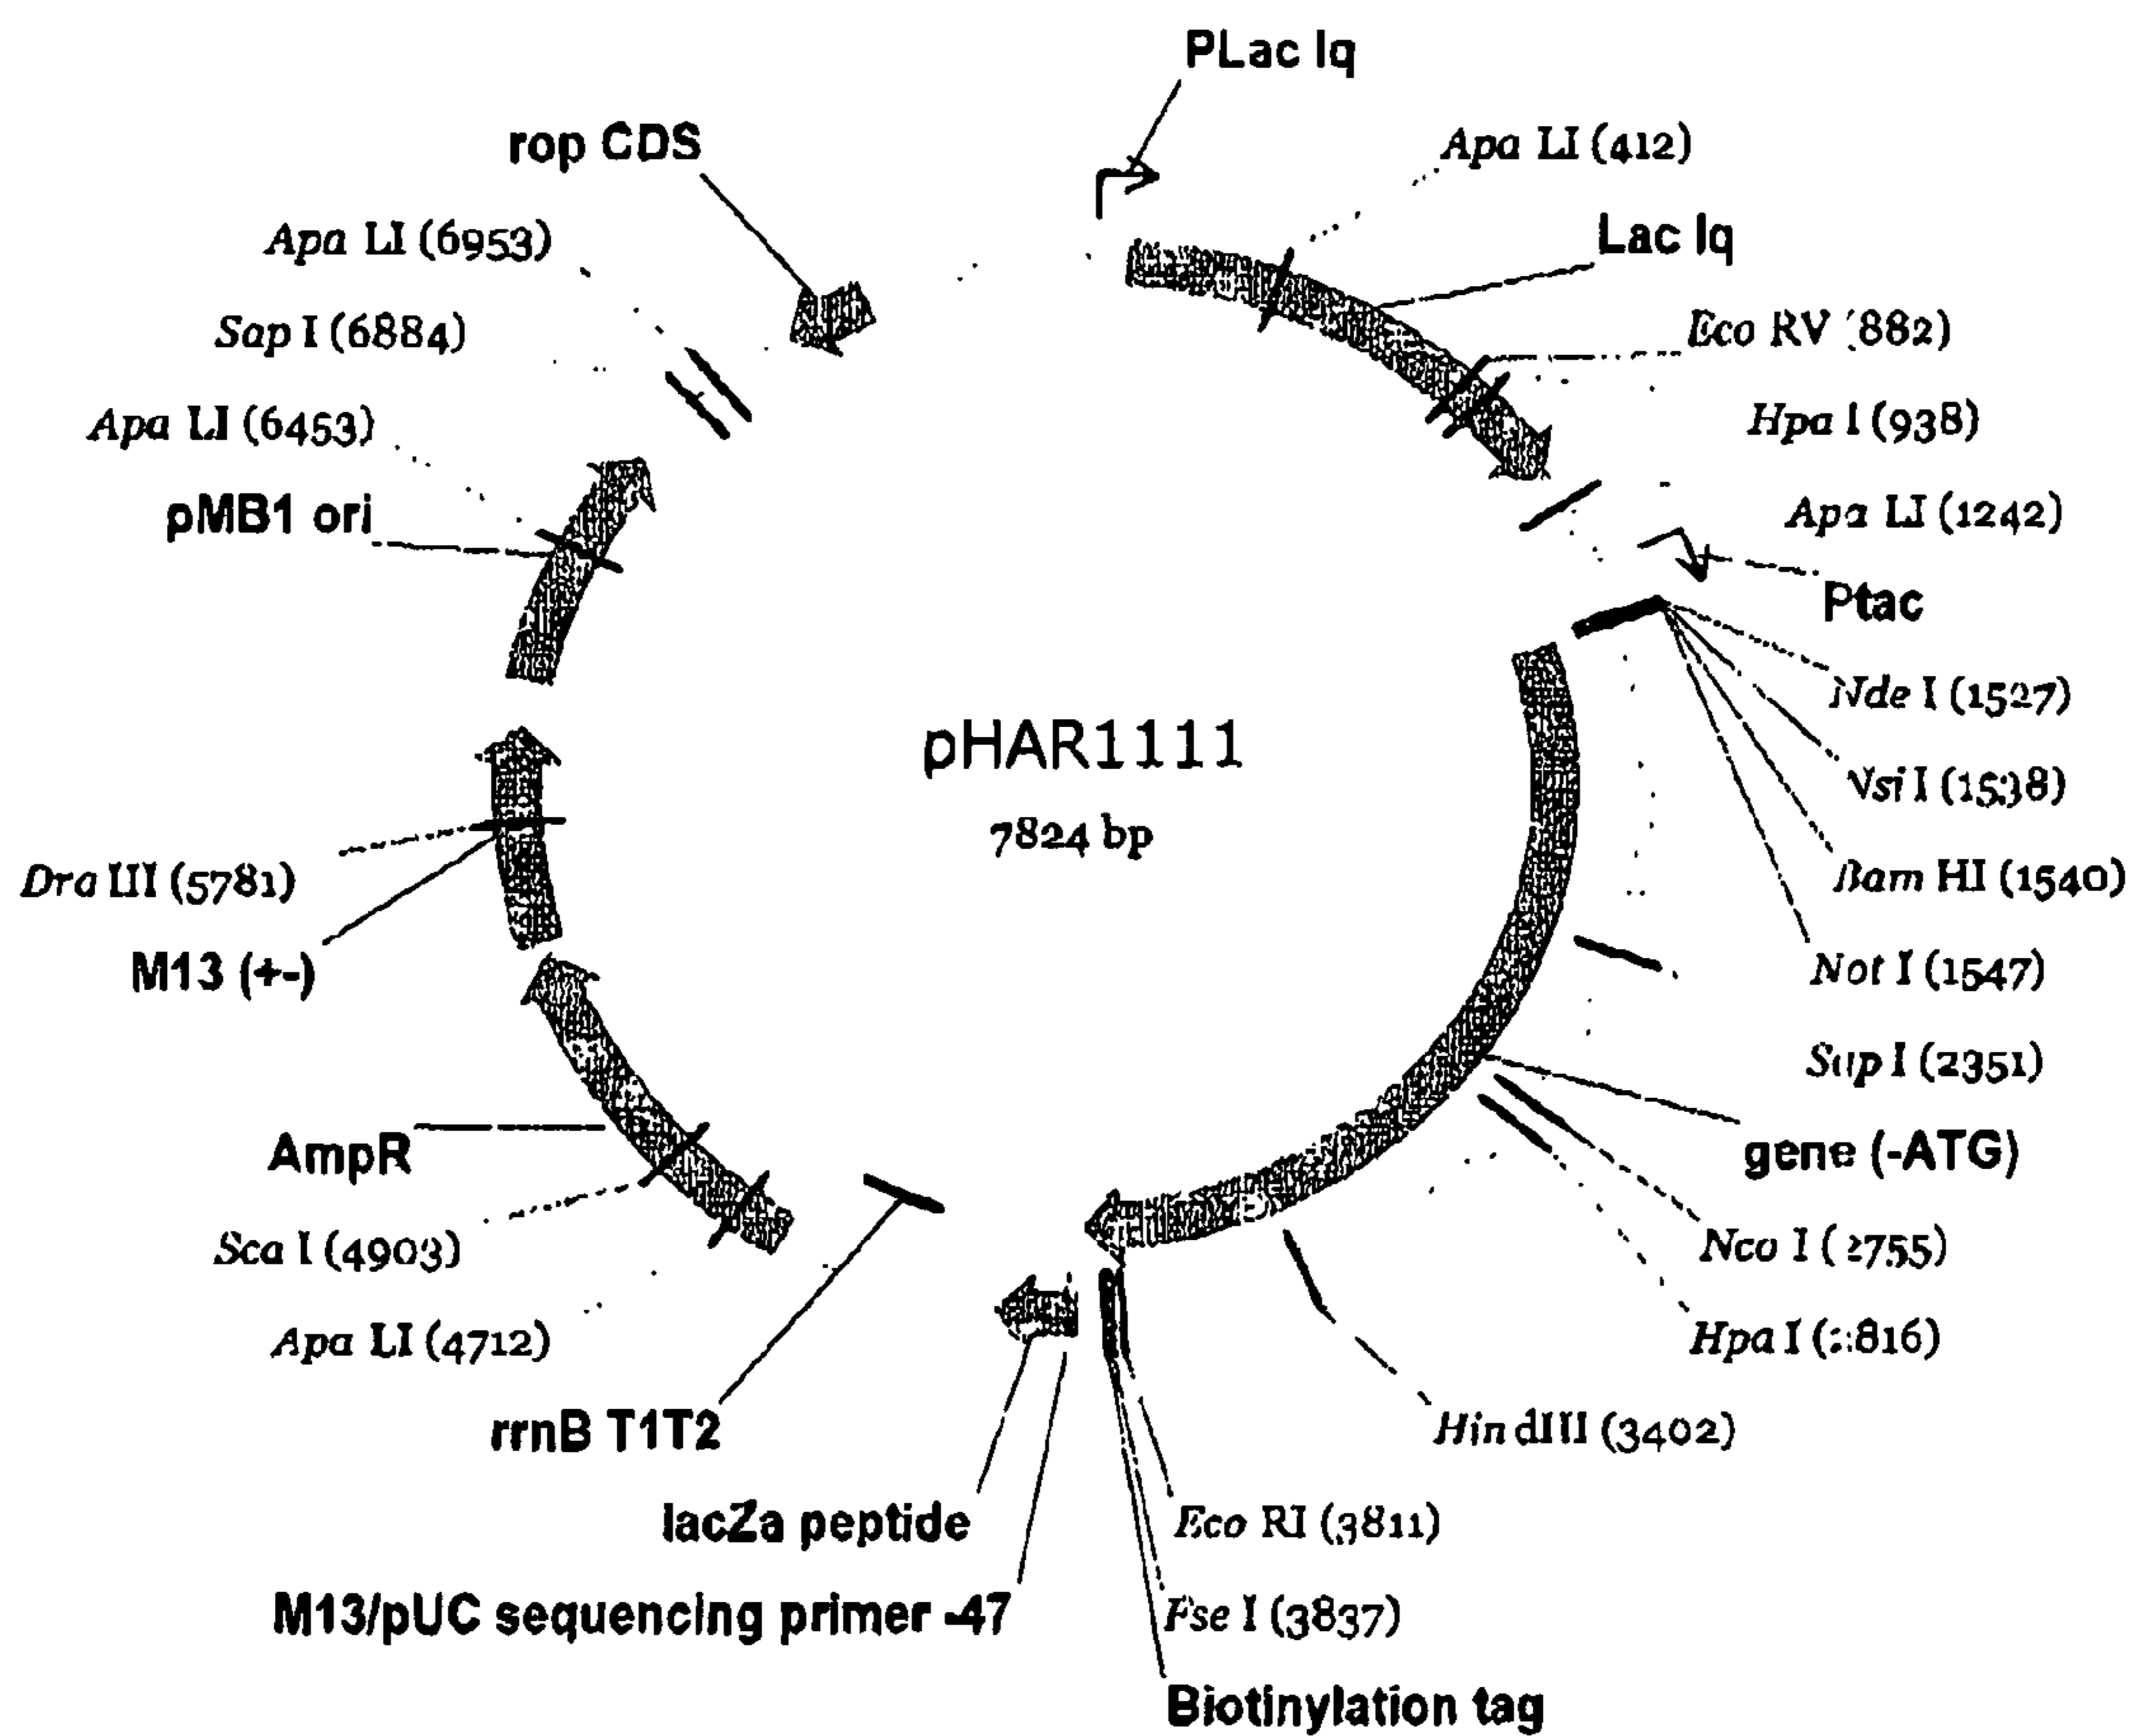 PLac Iq
rop CDS
Apa LI (412)
Apa LI (6953)
Lac Iq
Sap I (6884)
Eco RV (882)
Apa LI (6453)
Hpa I (938)
pMB1 ori
Apa LI (1242)
Ptac
Nde I (1527)
pHAR1111
7824 bp
Nsi I (1538)
Dra III (5781)
Bam HI (1540)
M13 (+-)
Not I (1547)
Sap I (2351)
AmpR
gene (-ATG)
Sca I (4903)
Nco I (2755)
Apa LI (4712)
Hpa I (2816)
rrnB T1T2
Hin dIII (3402)
lacZa peptide
Eco RI (3811)
M13/pUC sequencing primer -47
Fse I (3837)
Biotinylation tag